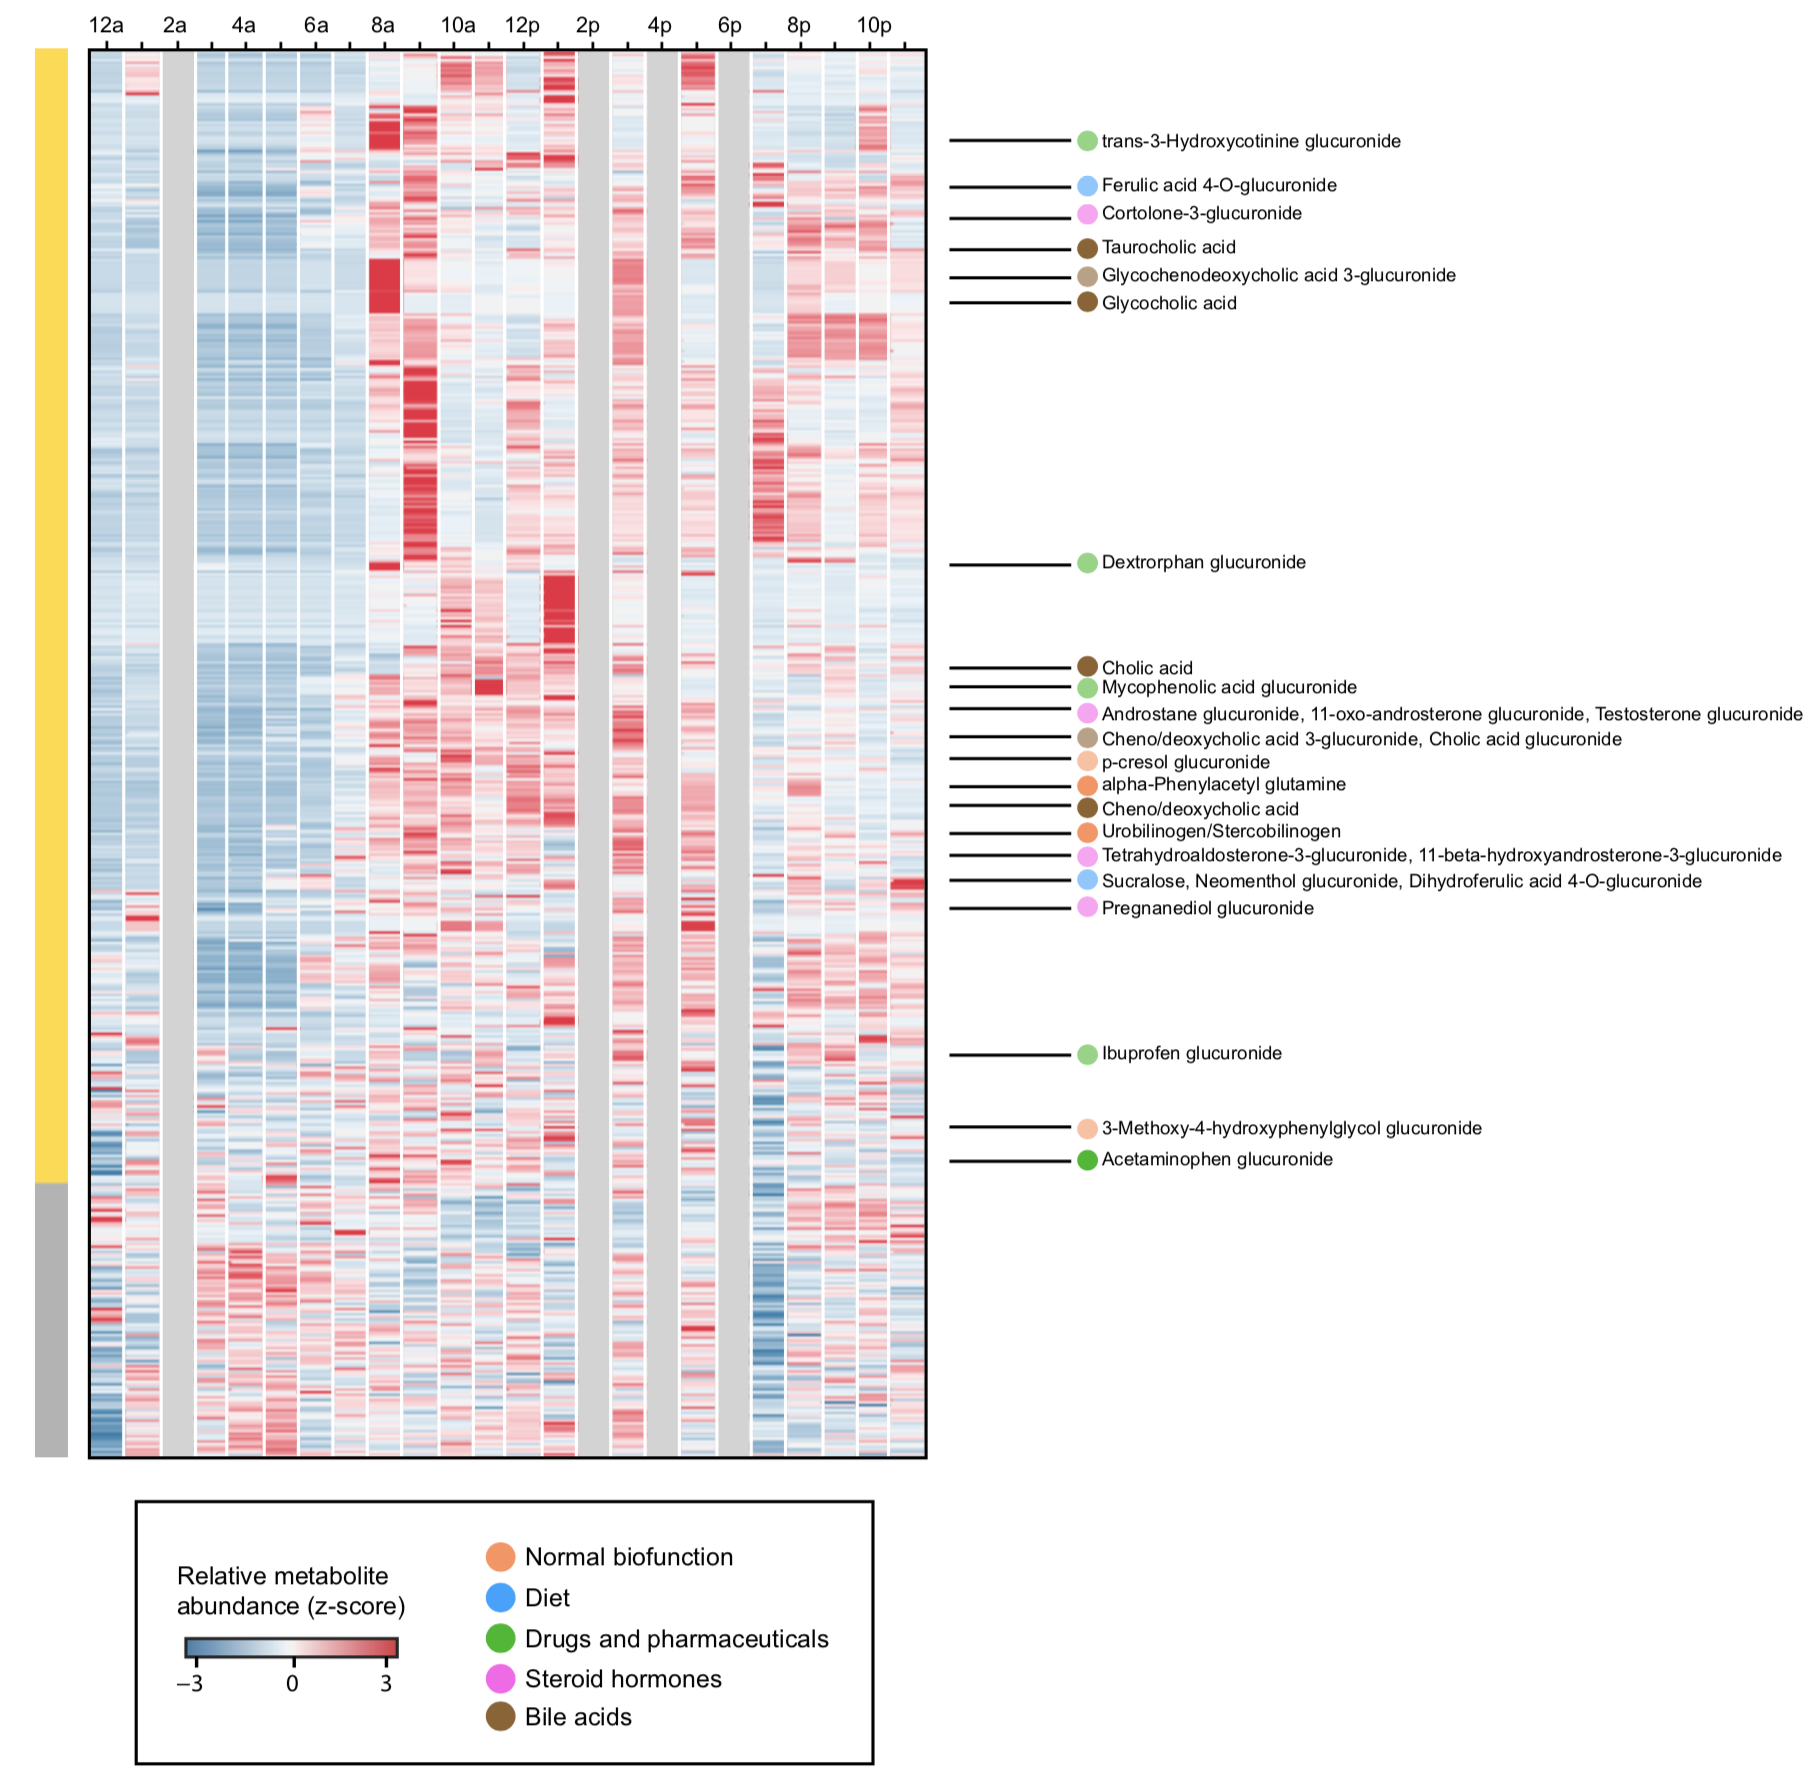 12a 2a 4a 6a 8a 10a 12p 2p 4p 6p 8p 10p
trans-3-Hydroxycotinine glucuronide
Ferulic acid 4-O-glucuronide
Cortolone-3-glucuronide
Taurocholic acid
Glycochenodeoxycholic acid 3-glucuronide
Glycocholic acid
Dextrorphan glucuronide
Cholic acid
Mycophenolic acid glucuronide
Androstane glucuronide, 11-oxo-androsterone glucuronide, Testosterone glucuronide
Cheno/deoxycholic acid 3-glucuronide, Cholic acid glucuronide
p-cresol glucuronide
alpha-Phenylacetyl glutamine
Cheno/deoxycholic acid
Urobilinogen/Stercobilinogen
Tetrahydroaldosterone-3-glucuronide, 11-beta-hydroxyandrosterone-3-glucuronide
Sucralose, Neomenthol glucuronide, Dihydroferulic acid 4-O-glucuronide
Pregnanediol glucuronide
Ibuprofen glucuronide
3-Methoxy-4-hydroxyphenylglycol glucuronide
Acetaminophen glucuronide
Relative metabolite
abundance (z-score)
−3 0 3
Normal biofunction
Diet
Drugs and pharmaceuticals
Steroid hormones
Bile acids